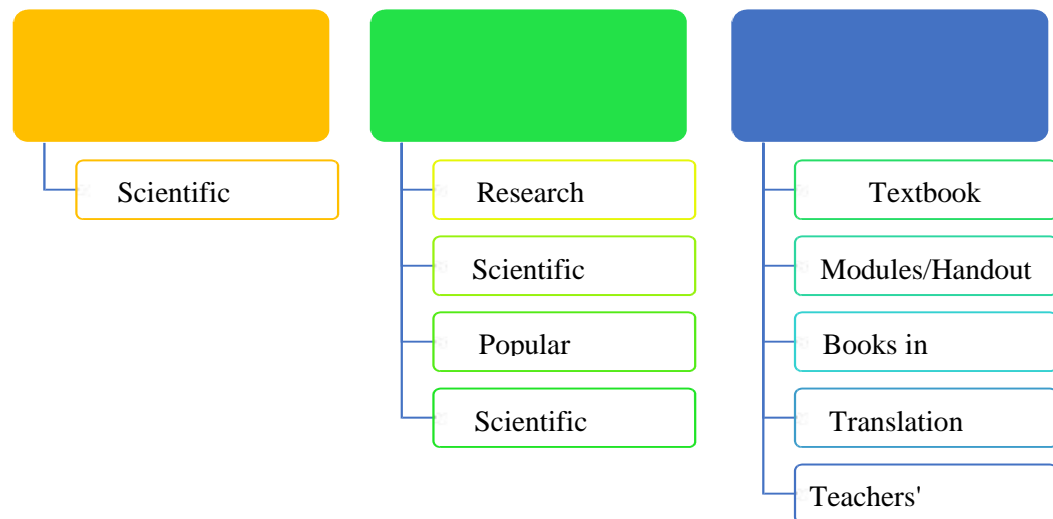 Scientific
Research
Scientific
Popular
Scientific
Textbook
Modules/Handout
Books in
Translation
Teachers'